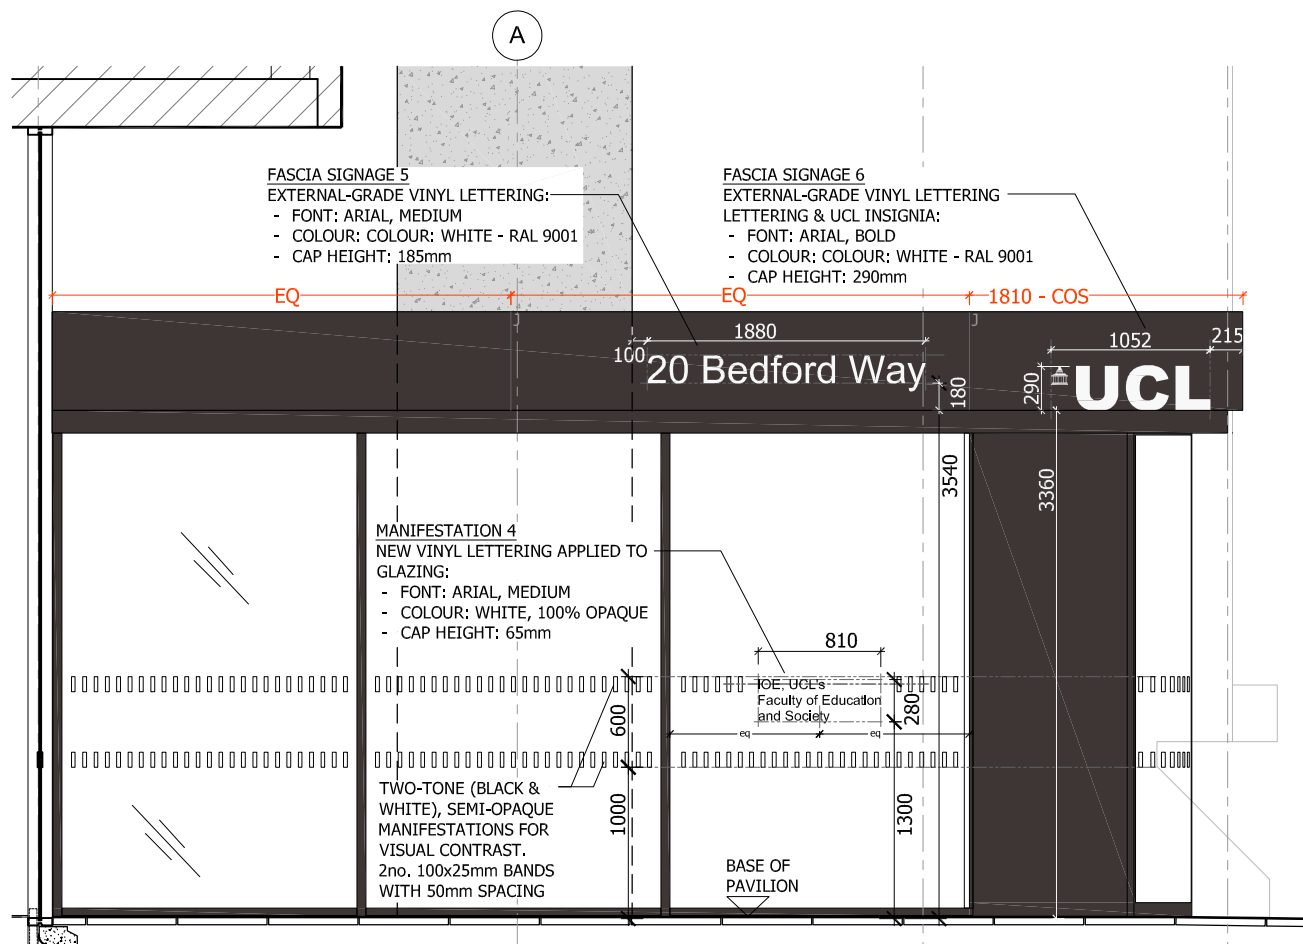 A
FASCIA SIGNAGE 5
EXTERNAL-GRADE VINYL LETTERING:
- FONT: ARIAL, MEDIUM
- COLOUR: COLOUR: WHITE - RAL 9001
- CAP HEIGHT: 185mm
FASCIA SIGNAGE 6
EXTERNAL-GRADE VINYL LETTERING
LETTERING & UCL INSIGNIA:
- FONT: ARIAL, BOLD
- COLOUR: COLOUR: WHITE - RAL 9001
- CAP HEIGHT: 290mm
EQ
EQ
1810 - COS
J
J
1880
1052
215
100
20 Bedford Way
180
290
UCL
3540
3360
MANIFESTATION 4
NEW VINYL LETTERING APPLIED TO
GLAZING:
- FONT: ARIAL, MEDIUM
- COLOUR: WHITE, 100% OPAQUE
- CAP HEIGHT: 65mm
810
IOE, UCL's
Faculty of Education
and Society
280
600
eq
eq
TWO-TONE (BLACK &
WHITE), SEMI-OPAQUE
MANIFESTATIONS FOR
VISUAL CONTRAST.
2no. 100x25mm BANDS
WITH 50mm SPACING
1000
1300
BASE OF
PAVILION